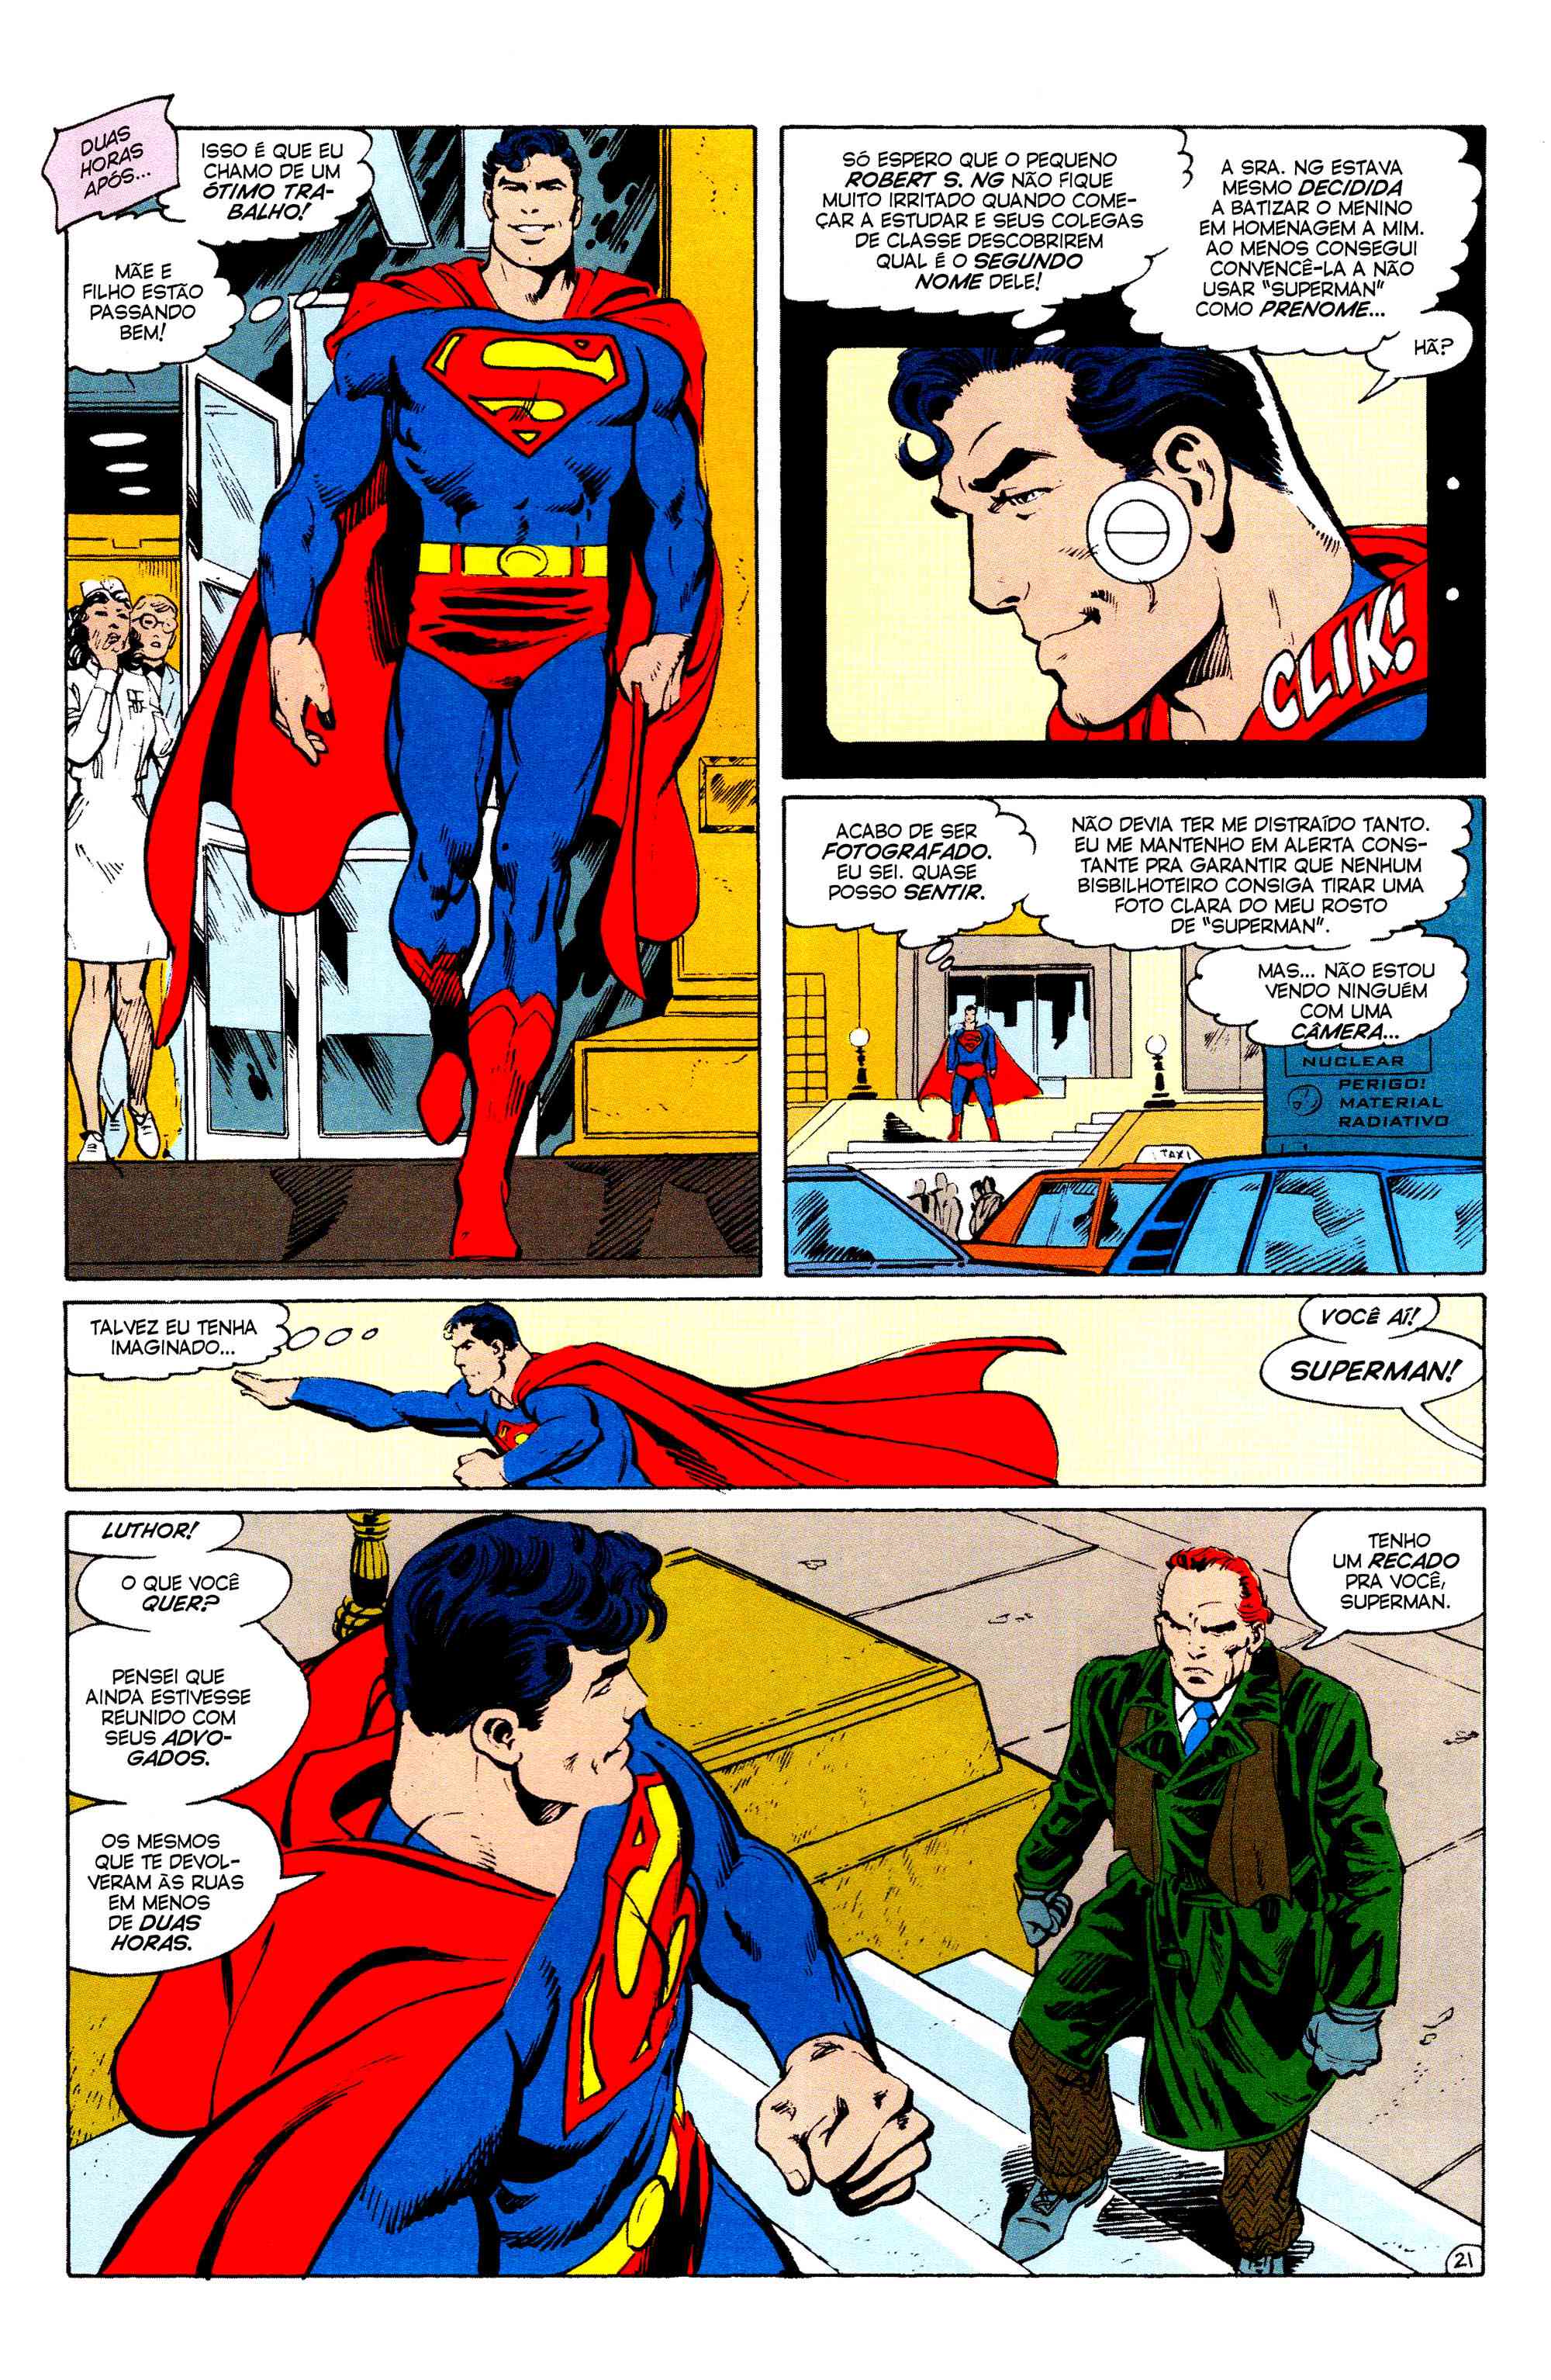 DUAS
HORAS
APÓS...
ISSO É QUE EU
CHAMO DE UM
ÓTIMO TRA-
BALHO!
MÃE E
FILHO ESTÃO
PASSANDO
BEM!
SÓ ESPERO QUE O PEQUENO
ROBERT S. NG NÃO FIQUE
MUITO IRRITADO QUANDO COME-
ÇAR A ESTUDAR E SEUS COLEGAS
DE CLASSE DESCOBRIREM
QUAL É O SEGUNDO
NOME DELE!
A SRA. NG ESTAVA
MESMO DECIDIDA
A BATIZAR O MENINO
EM HOMENAGEM A MIM.
AO MENOS CONSEGUI
CONVENCÊ-LA A NÃO
USAR "SUPERMAN"
COMO PRENOME...
HÃ?
CLIK!
ACABO DE SER
FOTOGRAFADO.
EU SEI. QUASE
POSSO SENTIR.
NÃO DEVIA TER ME DISTRAÍDO TANTO.
EU ME MANTENHO EM ALERTA CONS-
TANTE PRA GARANTIR QUE NENHUM
BISBILHOTEIRO CONSIGA TIRAR UMA
FOTO CLARA DO MEU ROSTO
DE "SUPERMAN".
MAS... NÃO ESTOU
VENDO NINGUÉM
COM UMA
CÂMERA...
NUCLEAR
PERIGO!
MATERIAL
RADIATIVO
TAXI
TALVEZ EU TENHA
IMAGINADO...
VOCÊ AÍ!
SUPERMAN!
LUTHOR!
O QUE VOCÊ
QUER?
PENSEI QUE
AINDA ESTIVESSE
REUNIDO COM
SEUS ADVO-
GADOS.
OS MESMOS
QUE TE DEVOL-
VERAM ÀS RUAS
EM MENOS
DE DUAS
HORAS.
TENHO
UM RECADO
PRA VOCÊ,
SUPERMAN.
21